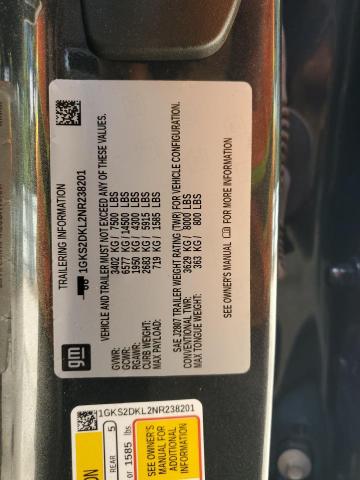 TRAILERING INFORMATION
1GKS2DKL2NR238201
VEHICLE AND TRAILER MUST NOT EXCEED ANY OF THESE VALUES.
GVWR: 3402 KG / 7500 LBS
GCWR: 6577 KG / 14500 LBS
RGAWR: 1950 KG / 4300 LBS
CURB WEIGHT: 2683 KG / 5915 LBS
MAX PAYLOAD: 719 KG / 1585 LBS
SAE J2807 TRAILER WEIGHT RATING (TWR) FOR VEHICLE CONFIGURATION.
CONVENTIONAL TWR: 3629 KG / 8000 LBS
MAX TONGUE WEIGHT: 363 KG / 800 LBS
SEE OWNER'S MANUAL FOR MORE INFORMATION
gm
1GKS2DKL2NR238201
REAR 5
or 1585 lbs
SEE OWNER'S
MANUAL FOR
ADDITIONAL
INFORMATION